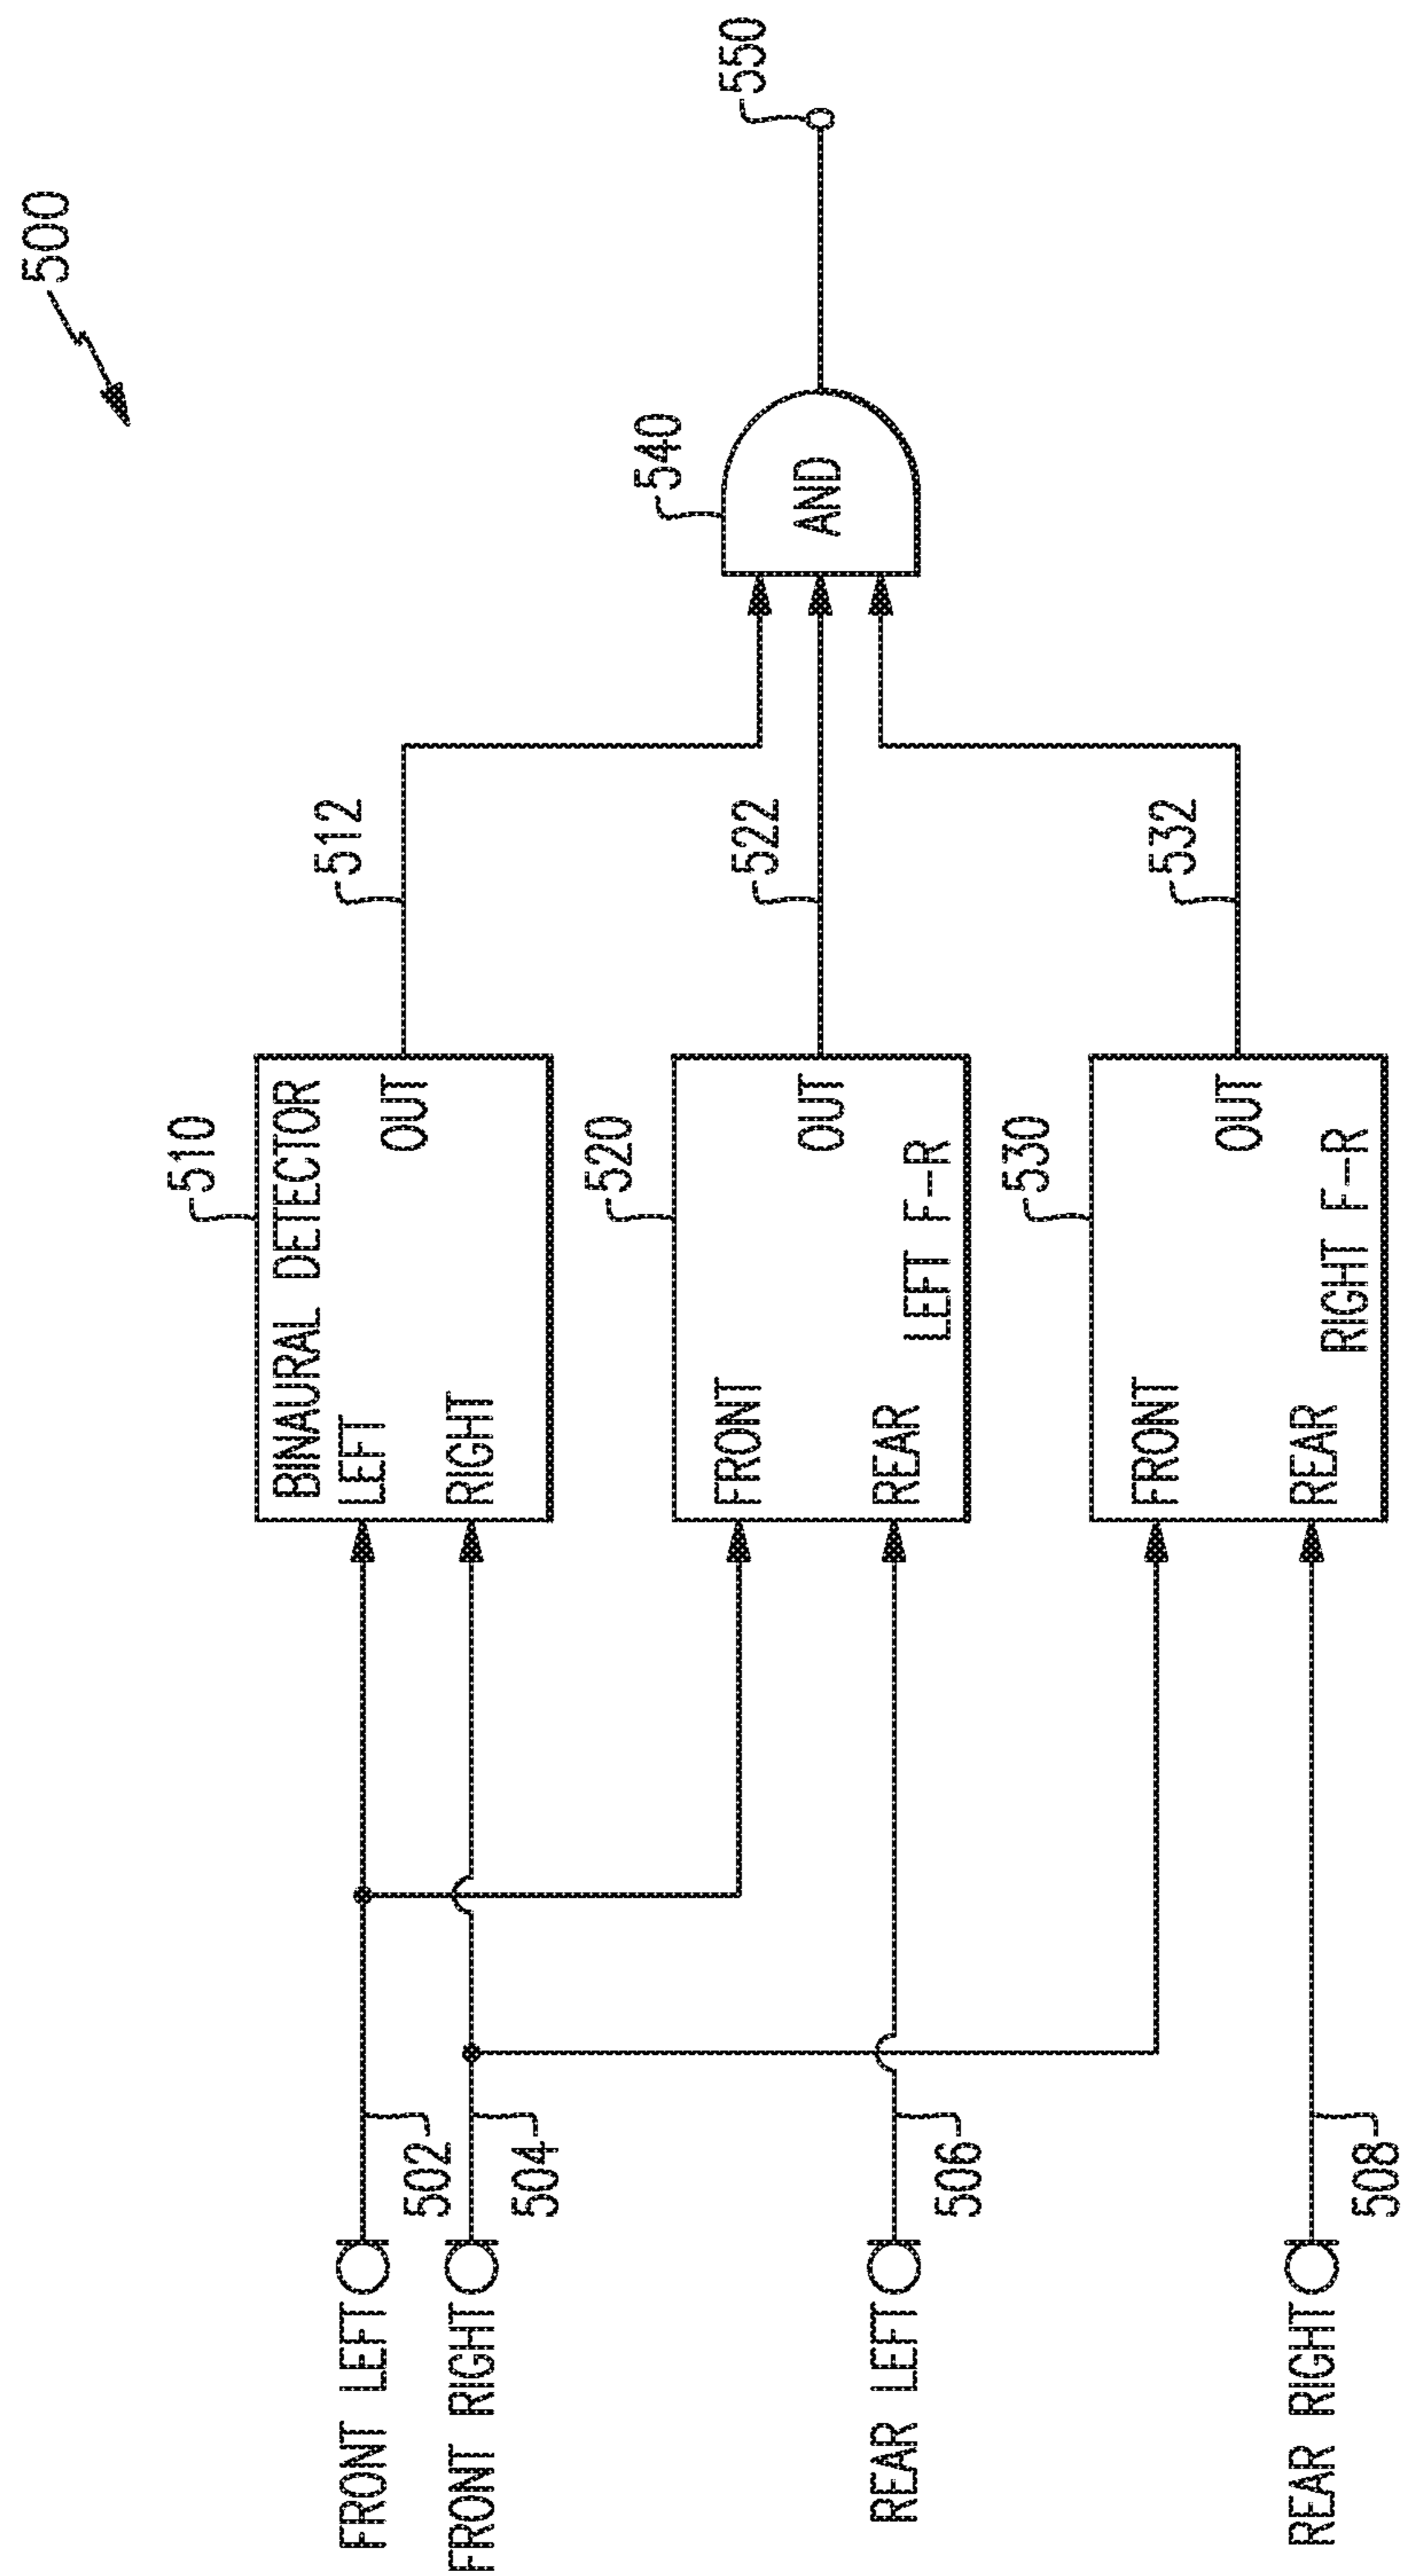 500
FRONT LEFT
502
FRONT RIGHT
504
REAR LEFT
506
REAR RIGHT
508
510
BINAURAL DETECTOR
LEFT
RIGHT
OUT
512
520
FRONT
REAR
OUT
LEFT F-R
522
530
FRONT
REAR
OUT
RIGHT F-R
532
540
AND
550